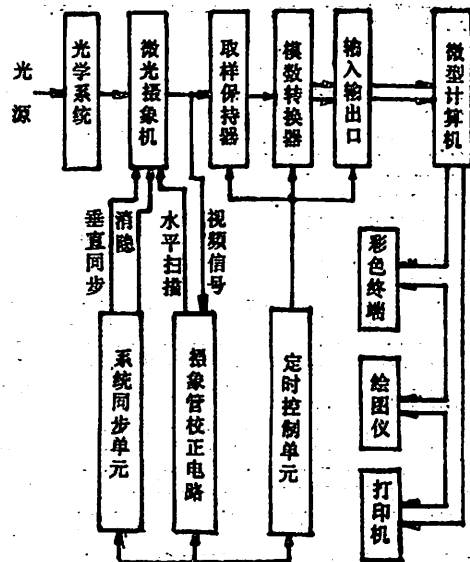 光源
光学系统
微光摄象机
取样保持器
模数转换器
输入输出口
微型计算机
垂直同步
消隐
水平扫描
视频信号
彩色终端
系统同步单元
摄象管校正电路
定时控制单元
绘图仪
打印机